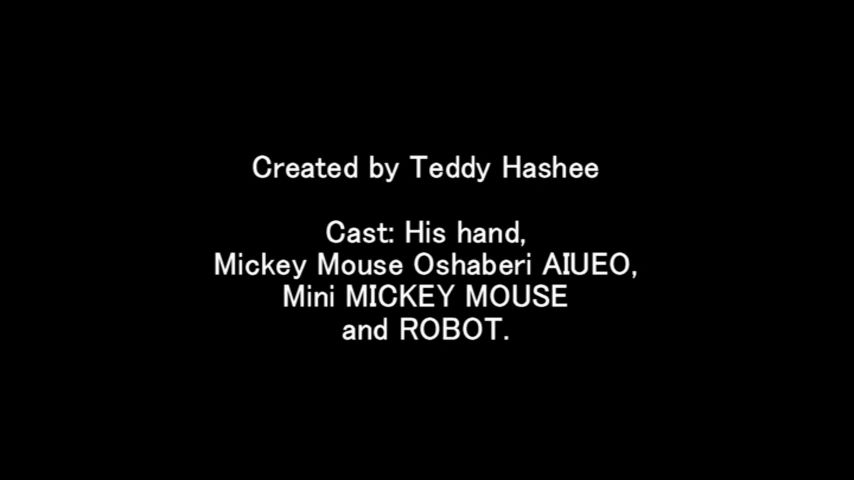 Created by Teddy Hashee
Cast: His hand,
Mickey Mouse Oshaberi AIUEO,
Mini MICKEY MOUSE
and ROBOT.